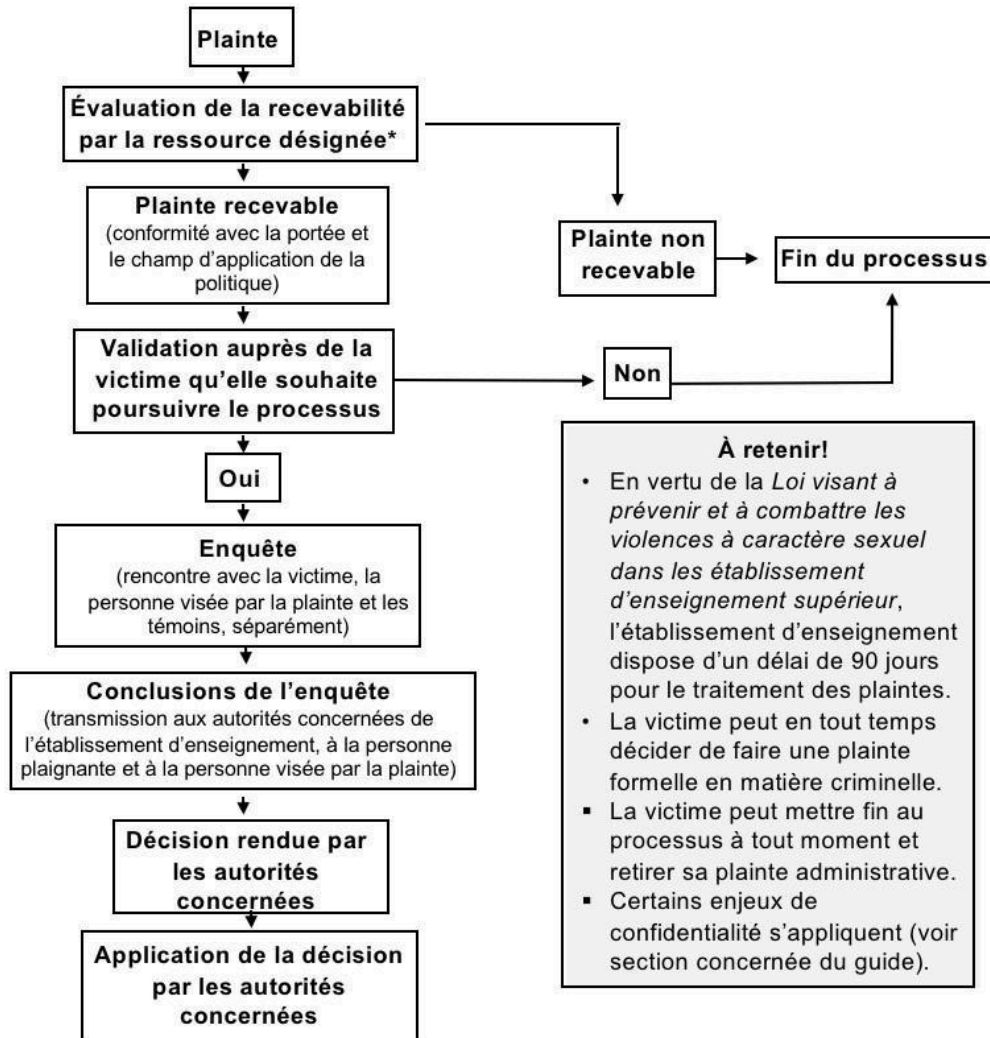 Plainte
Évaluation de la recevabilité
par la ressource désignée*
Plainte recevable
(conformité avec la portée et
le champ d'application de la
politique)
Plainte non
recevable
Fin du processus
Validation auprès de la
victime qu'elle souhaite
poursuivre le processus
Non
Oui
Enquête
(rencontre avec la victime, la
personne visée par la plainte et les
témoins, séparément)
Conclusions de l'enquête
(transmission aux autorités concernées de
l'établissement d'enseignement, à la personne
plaignante et à la personne visée par la plainte)
Décision rendue par
les autorités
concernées
Application de la décision
par les autorités
concernées
À retenir!
• En vertu de la Loi visant à
prévenir et à combattre les
violences à caractère sexuel
dans les établissement
d'enseignement supérieur,
l'établissement d'enseignement
dispose d'un délai de 90 jours
pour le traitement des plaintes.
• La victime peut en tout temps
décider de faire une plainte
formelle en matière criminelle.
▪ La victime peut mettre fin au
processus à tout moment et
retirer sa plainte administrative.
▪ Certains enjeux de
confidentialité s'appliquent (voir
section concernée du guide).